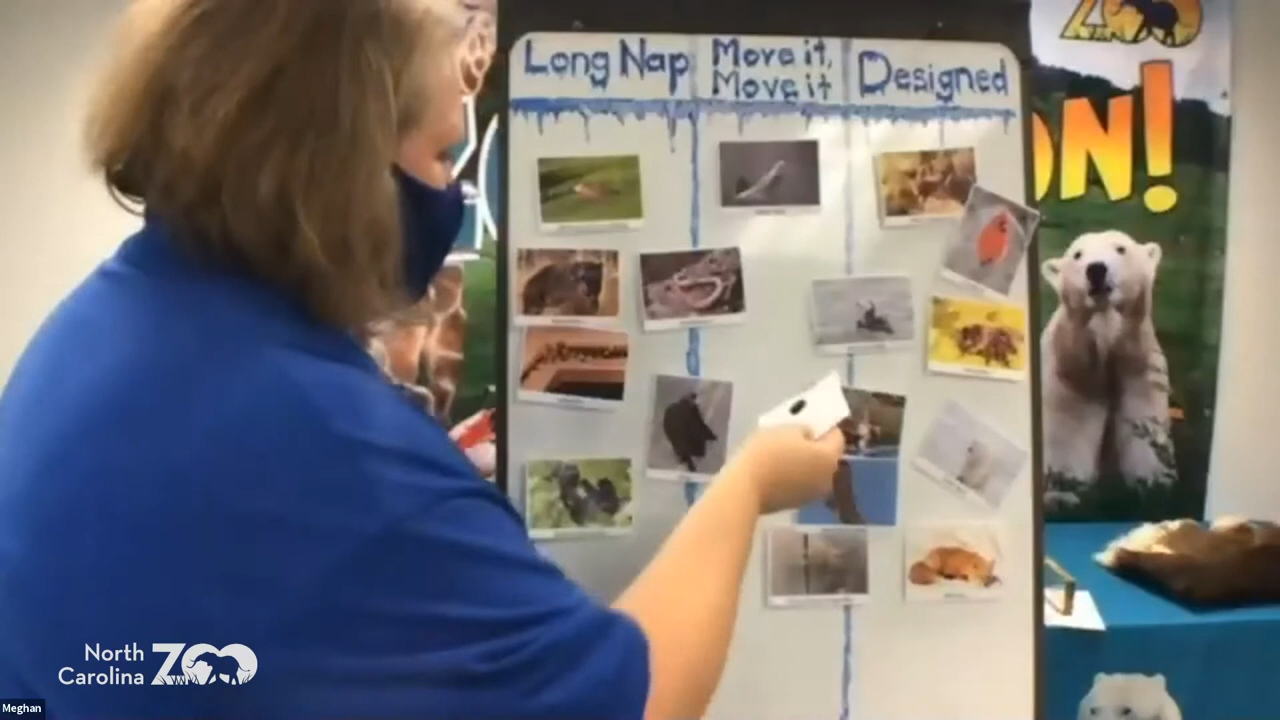 Long Nap
Move it,
Move it
Designed
ZOO
ON!
North
Carolina ZOO
Meghan